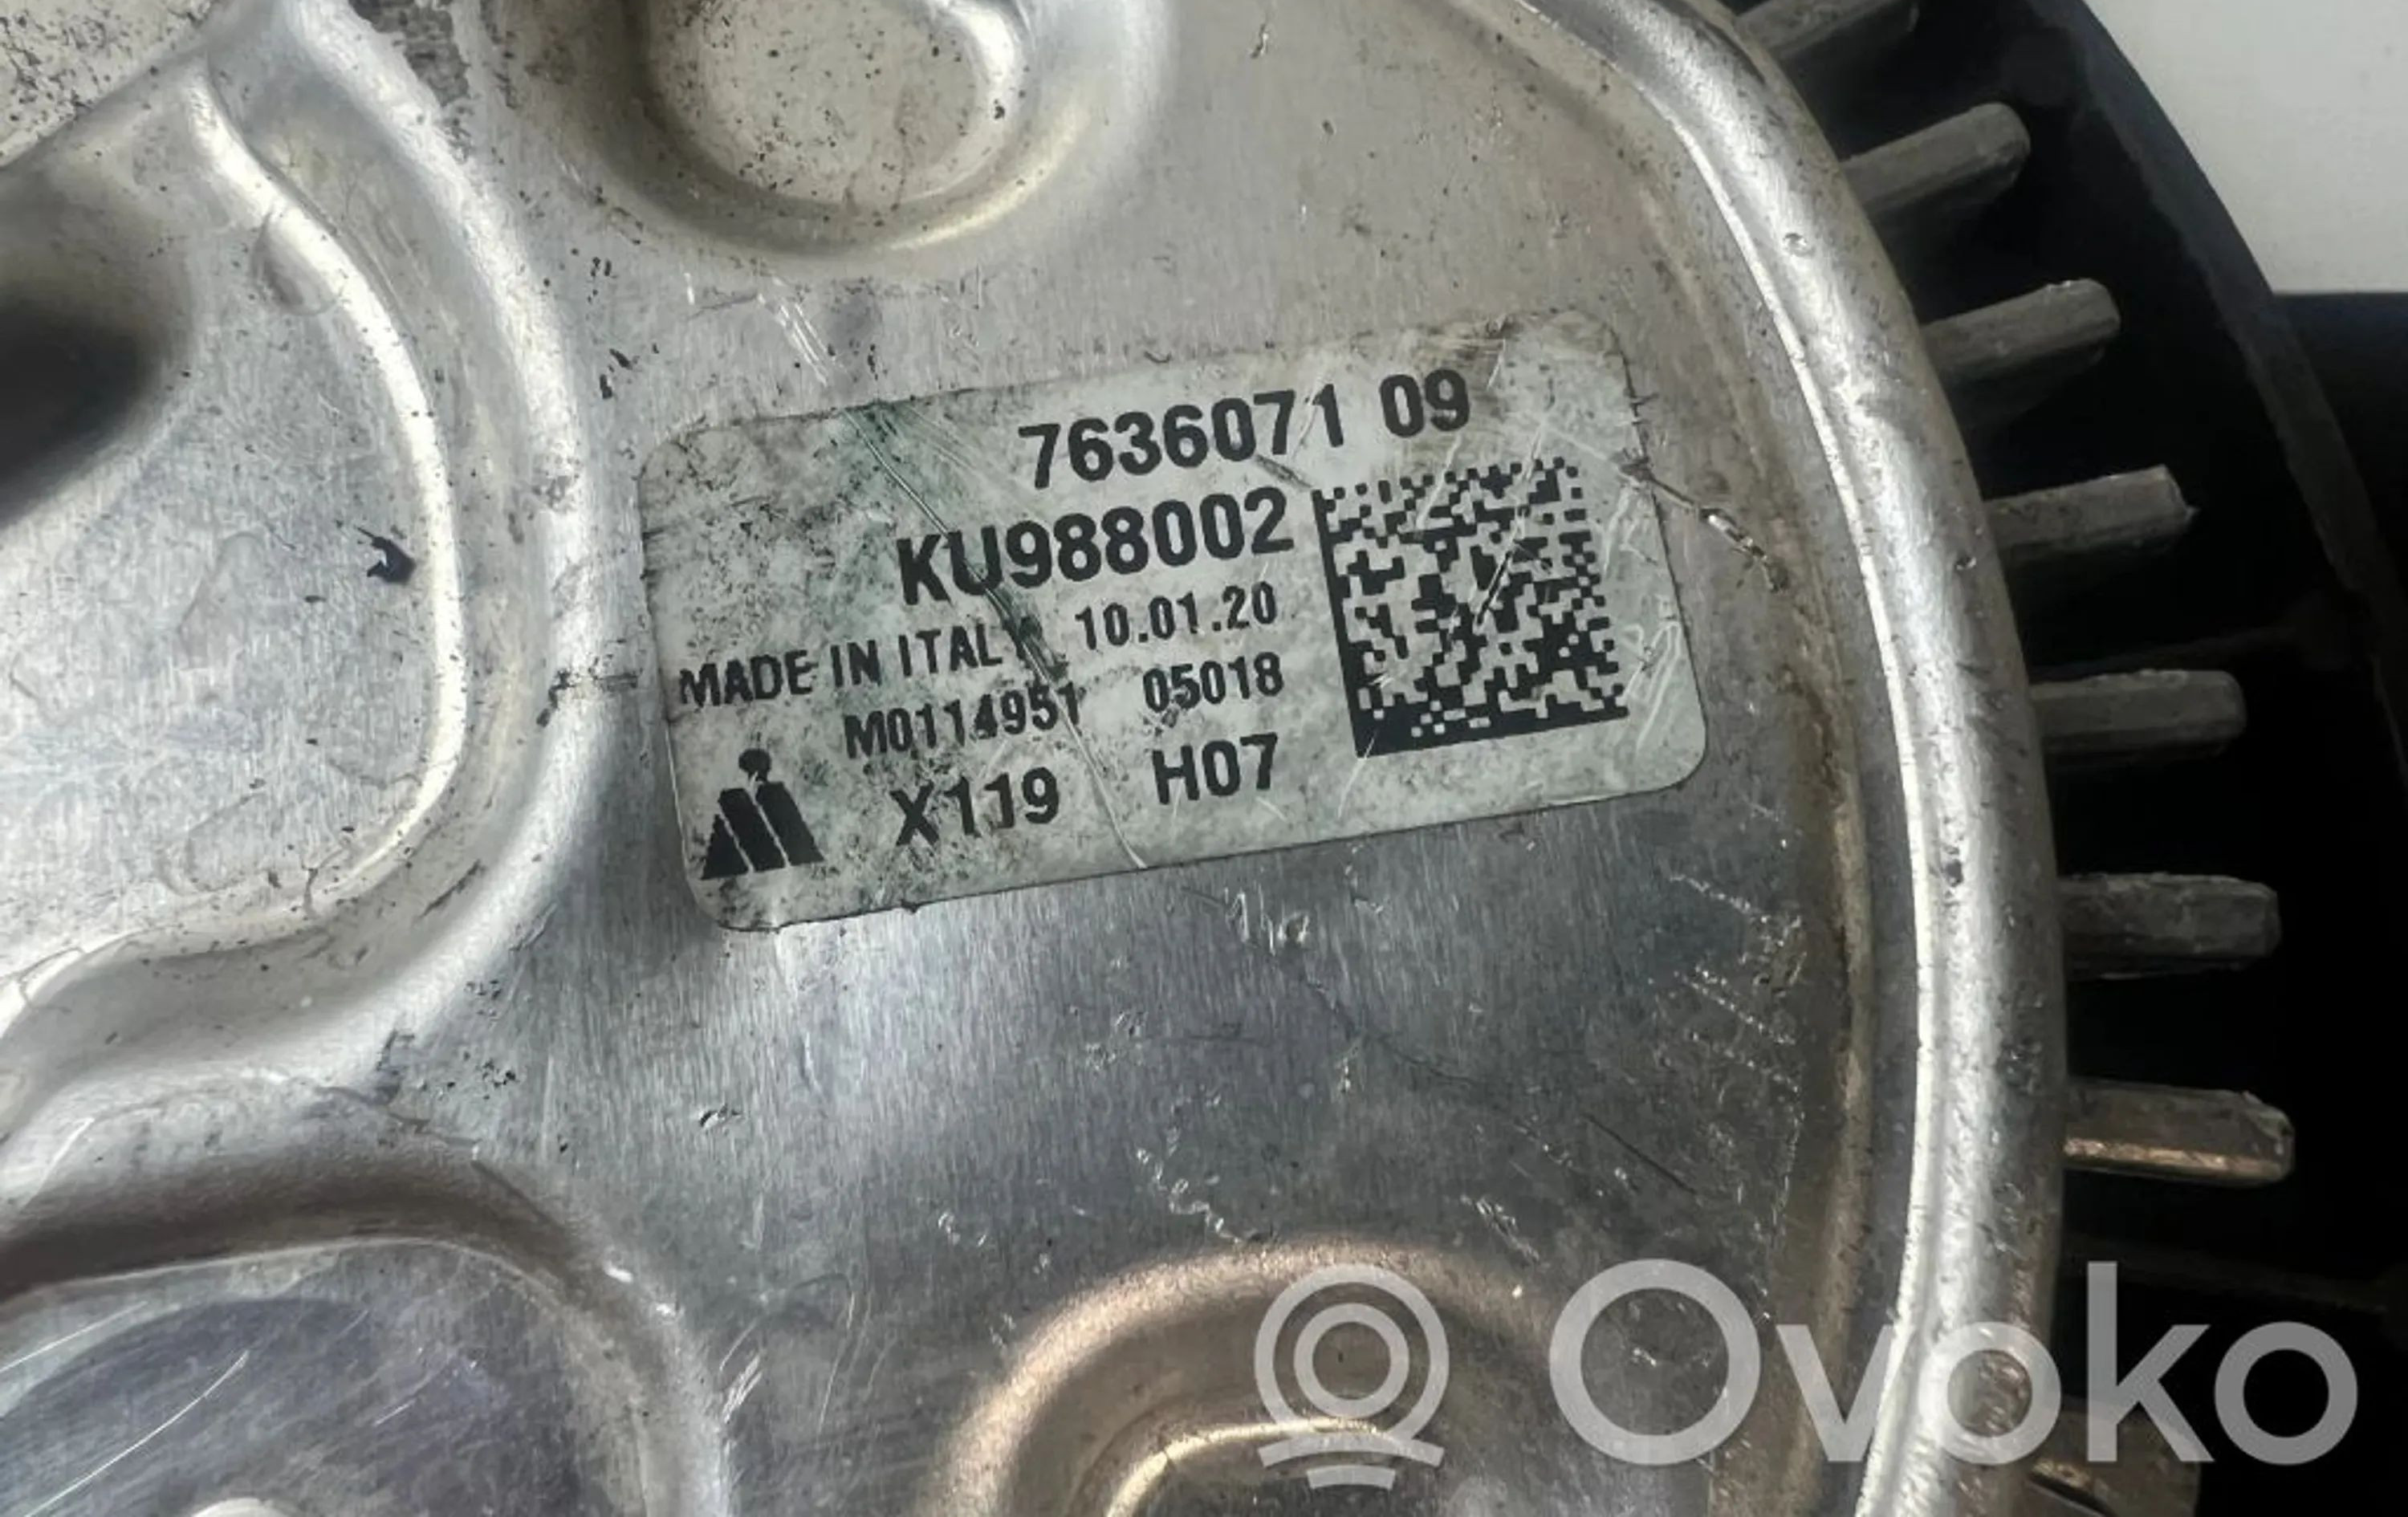 7636071 09
KU988002
MADE IN ITALY 10.01.20
M0114951 05018
X119 H07
Ovoko